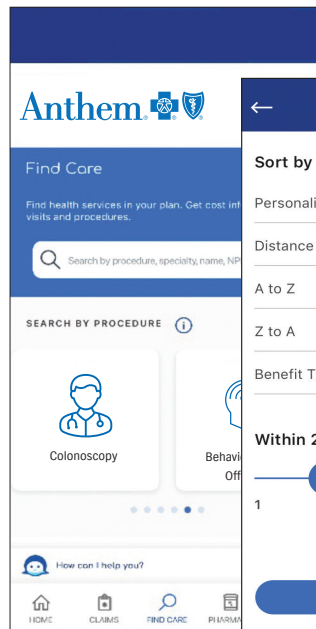 Anthem
Find Care
Find health services in your plan. Get cost inf
visits and procedures.
Search by procedure, specialty, name, NP
SEARCH BY PROCEDURE
Colonoscopy
Behavi
Off
How can I help you?
HOME
CLAIMS
FIND CARE
PHARMA
Sort by
Personali
Distance
A to Z
Z to A
Benefit T
Within 2
1